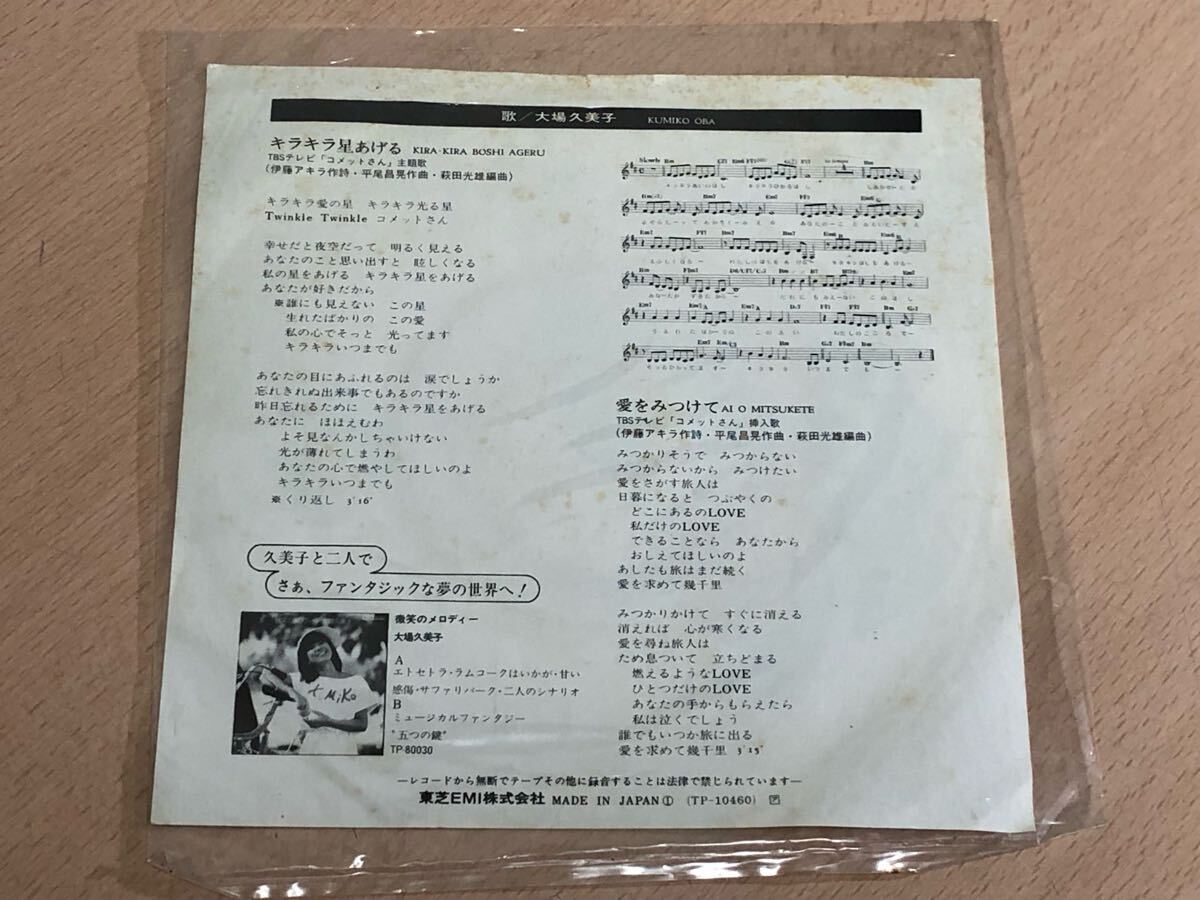 歌／大場久美子 KUMIKO OBA
キラキラ星あげる KIRA-KIRA BOSHI AGERU
TBSテレビ「コメットさん」主題歌
(伊藤アキラ作詩・平尾昌晃作曲・萩田光雄編曲)
キラキラ愛の星 キラキラ光る星
Twinkle Twinkle コメットさん
幸せだと夜空だって 明るく見える
あなたのこと思い出すと 眩しくなる
私の星をあげる キラキラ星をあげる
あなたが好きだから
※誰にも見えない この星
生れたばかりの この愛
私の心でそっと 光ってます
キラキラいつまでも
あなたの目にあふれるのは 涙でしょうか
忘れきれぬ出来事でもあるのですか
昨日忘れるために キラキラ星をあげる
あなたに ほほえむわ
よそ見なんかしちゃいけない
光が薄れてしまうわ
あなたの心で燃やしてほしいのよ
キラキラいつまでも
※くり返し 3'16"
久美子と二人で
さぁ、ファンタジックな夢の世界へ！
微笑のメロディー
大場久美子
A
エトセトラ・ラムコークはいかが・甘い
感傷・サファリパーク・二人のシナリオ
B
ミュージカルファンタジー
"五つの鍵"
TP-80030
KUMIKO
愛をみつけて AI O MITSUKETE
TBSテレビ「コメットさん」挿入歌
(伊藤アキラ作詩・平尾昌晃作曲・萩田光雄編曲)
みつかりそうで みつからない
みつからないから みつけたい
愛をさがす旅人は
日暮になると つぶやくの
どこにあるのLOVE
私だけのLOVE
できることなら あなたから
おしえてほしいのよ
あしたも旅はまだ続く
愛を求めて幾千里
みつかりかけて すぐに消える
消えれば 心が寒くなる
愛を尋ね旅人は
ため息ついて 立ちどまる
燃えるようなLOVE
ひとつだけのLOVE
あなたの手からもらえたら
私は泣くでしょう
誰でもいつか旅に出る
愛を求めて幾千里 3'15"
—レコードから無断でテープその他に録音することは法律で禁じられています—
東芝EMI株式会社 MADE IN JAPAN Ⓘ (TP-10460) ア